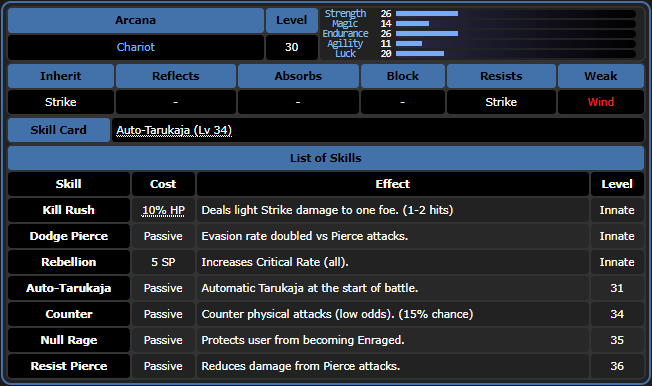 Arcana Level
Chariot 30
Strength 26
Magic 14
Endurance 26
Agility 11
Luck 20
Inherit Reflects Absorbs Block Resists Weak
Strike - - - Strike Wind
Skill Card Auto-Tarukaja (Lv 34)
List of Skills
Skill Cost Effect Level
Kill Rush 10% HP Deals light Strike damage to one foe. (1-2 hits) Innate
Dodge Pierce Passive Evasion rate doubled vs Pierce attacks. Innate
Rebellion 5 SP Increases Critical Rate (all). Innate
Auto-Tarukaja Passive Automatic Tarukaja at the start of battle. 31
Counter Passive Counter physical attacks (low odds). (15% chance) 34
Null Rage Passive Protects user from becoming Enraged. 35
Resist Pierce Passive Reduces damage from Pierce attacks. 36